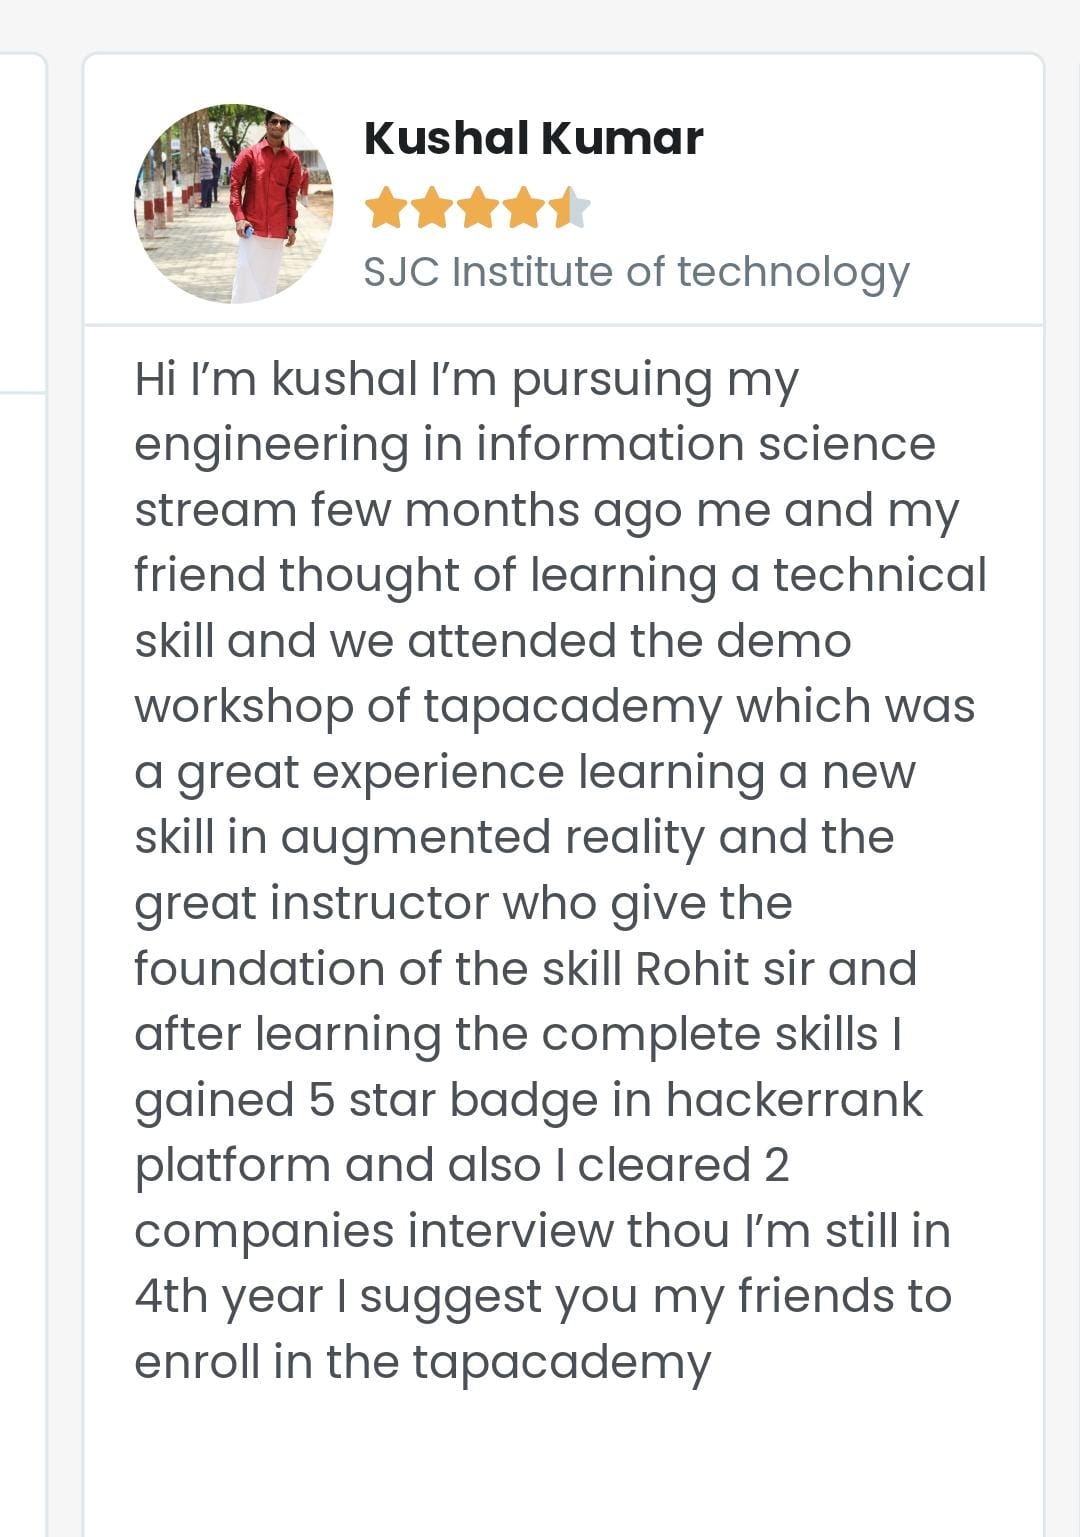 Kushal Kumar
SJC Institute of technology
Hi I’m kushal I’m pursuing my
engineering in information science
stream few months ago me and my
friend thought of learning a technical
skill and we attended the demo
workshop of tapacademy which was
a great experience learning a new
skill in augmented reality and the
great instructor who give the
foundation of the skill Rohit sir and
after learning the complete skills I
gained 5 star badge in hackerrank
platform and also I cleared 2
companies interview thou I’m still in
4th year I suggest you my friends to
enroll in the tapacademy